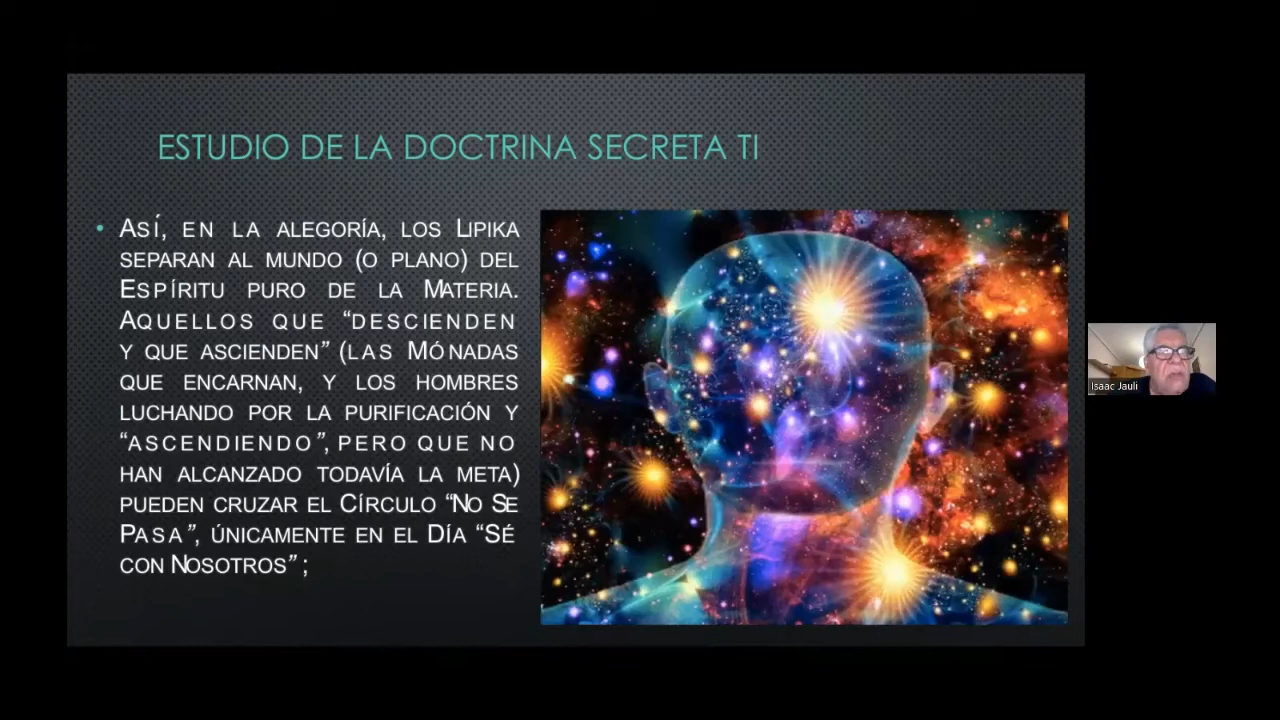 ESTUDIO DE LA DOCTRINA SECRETA TI
• ASÍ, EN LA ALEGORÍA, LOS LIPIKA
SEPARAN AL MUNDO (O PLANO) DEL
ESPÍRITU PURO DE LA MATERIA.
AQUELLOS QUE “DESCIENDEN
Y QUE ASCIENDEN” (LAS MÓNADAS
QUE ENCARNAN, Y LOS HOMBRES
LUCHANDO POR LA PURIFICACIÓN Y
“ASCENDIENDO”, PERO QUE NO
HAN ALCANZADO TODAVÍA LA META)
PUEDEN CRUZAR EL CÍRCULO “NO SE
PASA”, ÚNICAMENTE EN EL DÍA “SÉ
CON NOSOTROS” ;
Isaac Jauli